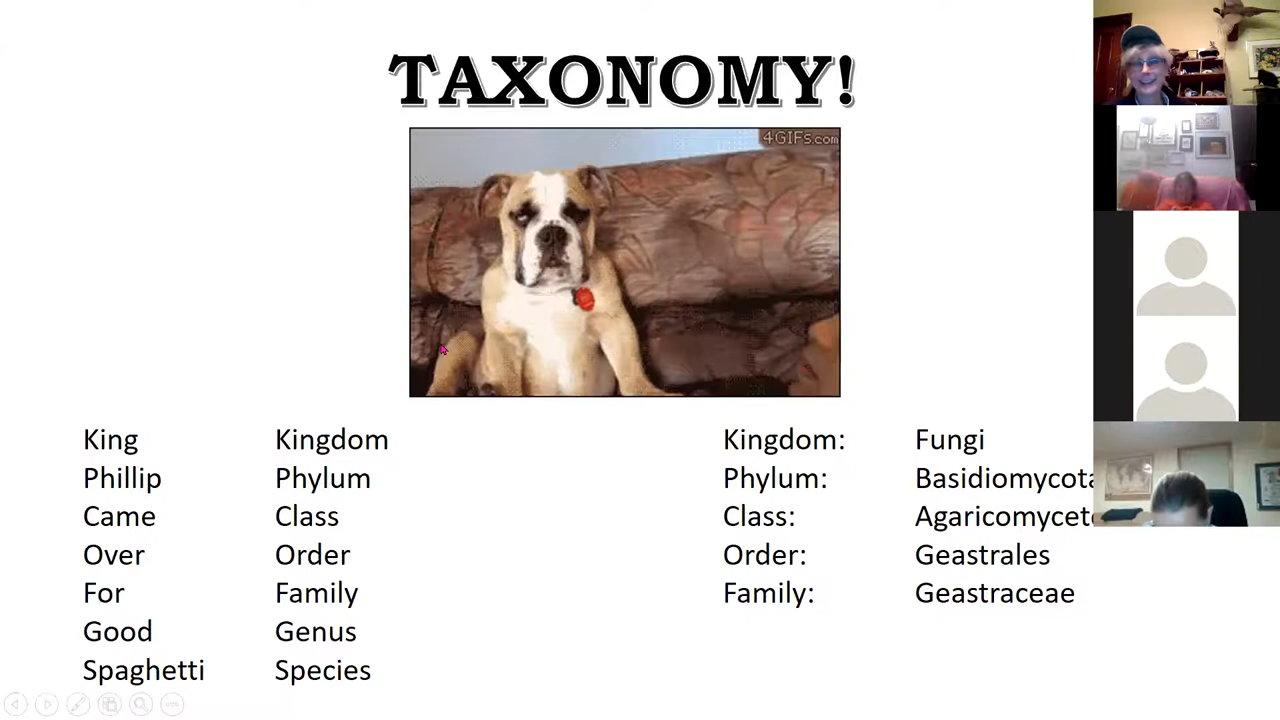 TAXONOMY!
4GIFs.com
King Kingdom
Phillip Phylum
Came Class
Over Order
For Family
Good Genus
Spaghetti Species
Kingdom: Fungi
Phylum: Basidiomycota
Class:
Order: Geastrales
Family: Geastraceae